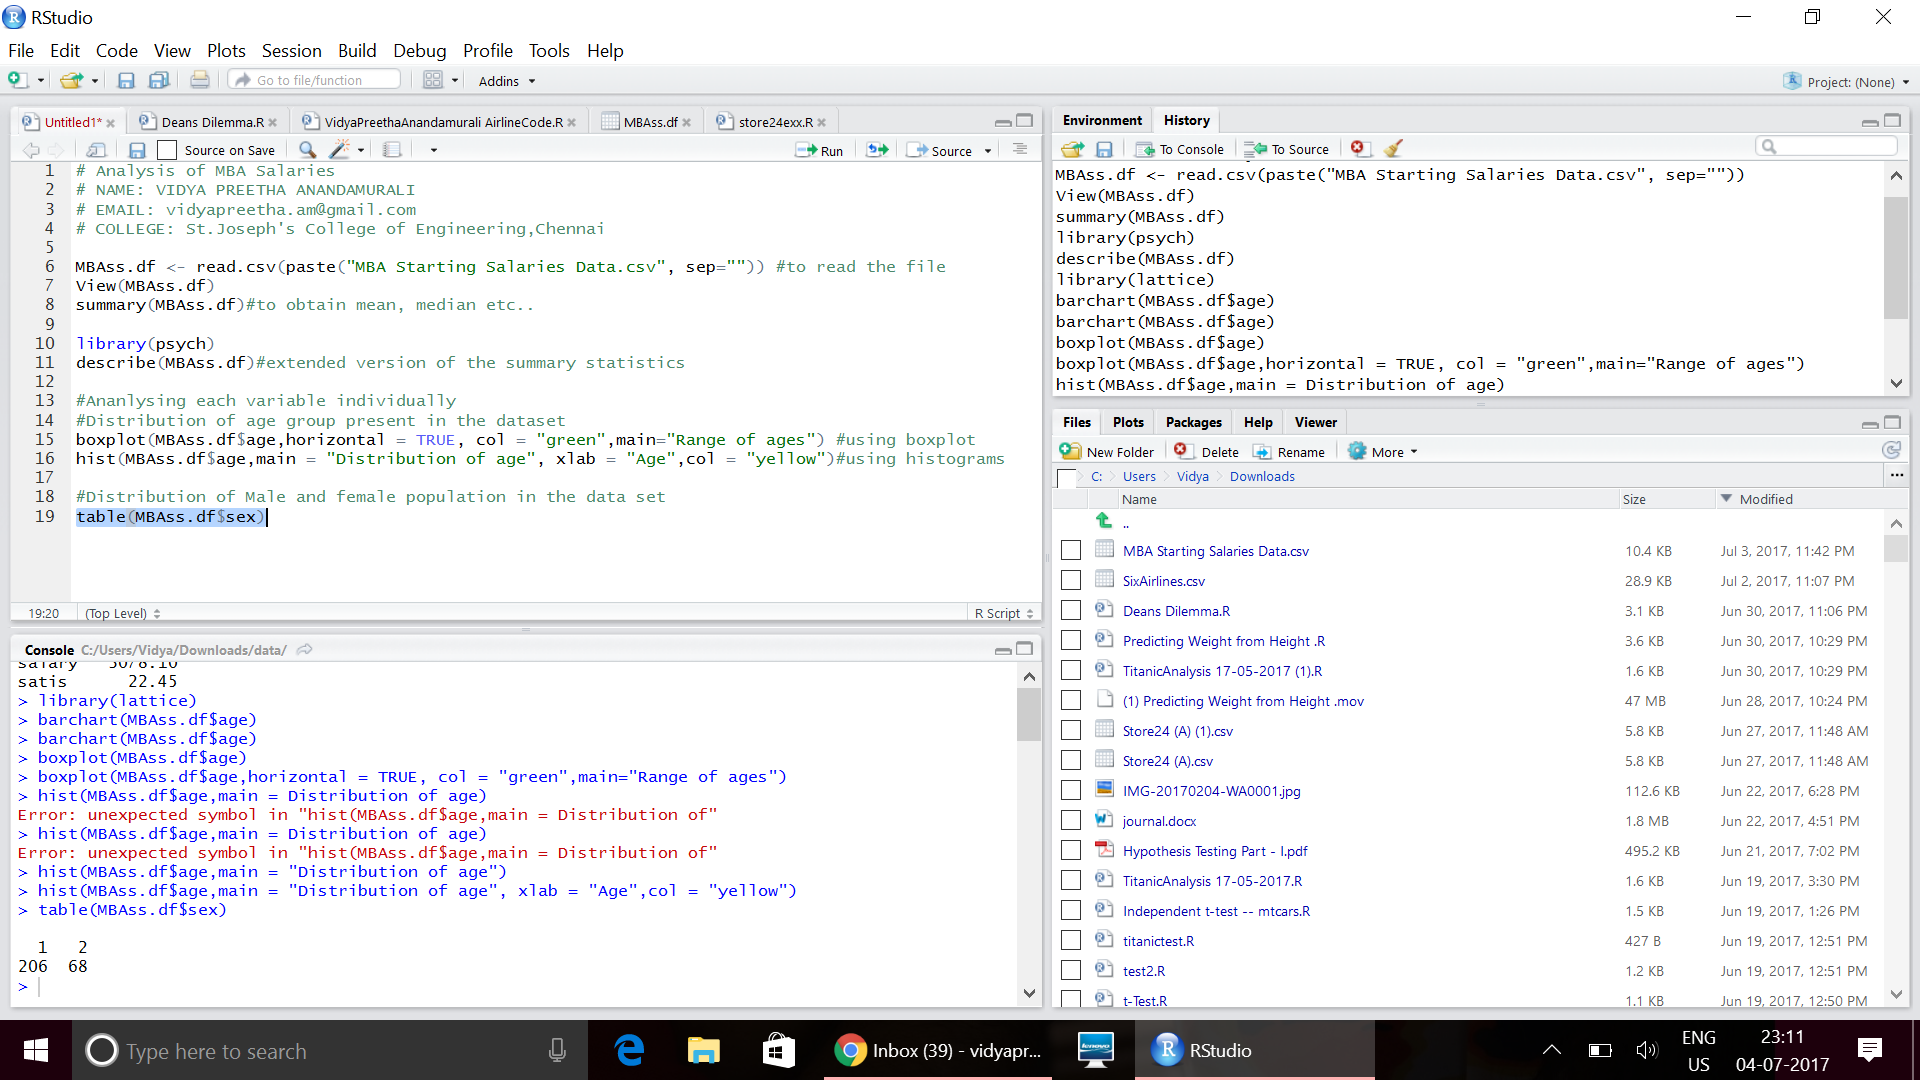 RStudio
File Edit Code View Plots Session Build Debug Profile Tools Help
Go to file/function Addins Project: (None)
Untitled1* Deans Dilemma.R VidyaPreethaAnandamurali AirlineCode.R MBAss.df store24exx.R
Source on Save Run Source
1 # Analysis of MBA Salaries
2 # NAME: VIDYA PREETHA ANANDAMURALI
3 # EMAIL: vidyapreetha.am@gmail.com
4 # COLLEGE: St.Joseph's College of Engineering,Chennai
5
6 MBAss.df <- read.csv(paste("MBA Starting Salaries Data.csv", sep="")) #to read the file
7 View(MBAss.df)
8 summary(MBAss.df)#to obtain mean, median etc..
9
10 library(psych)
11 describe(MBAss.df)#extended version of the summary statistics
12
13 #Ananlysing each variable individually
14 #Distribution of age group present in the dataset
15 boxplot(MBAss.df$age,horizontal = TRUE, col = "green",main="Range of ages") #using boxplot
16 hist(MBAss.df$age,main = "Distribution of age", xlab = "Age",col = "yellow")#using histograms
17
18 #Distribution of Male and female population in the data set
19 table(MBAss.df$sex)
19:20 (Top Level) R Script
Console C:/Users/Vidya/Downloads/data/
salary 3078.10
satis 22.45
> library(lattice)
> barchart(MBAss.df$age)
> barchart(MBAss.df$age)
> boxplot(MBAss.df$age)
> boxplot(MBAss.df$age,horizontal = TRUE, col = "green",main="Range of ages")
> hist(MBAss.df$age,main = Distribution of age)
Error: unexpected symbol in "hist(MBAss.df$age,main = Distribution of"
> hist(MBAss.df$age,main = Distribution of age)
Error: unexpected symbol in "hist(MBAss.df$age,main = Distribution of"
> hist(MBAss.df$age,main = "Distribution of age")
> hist(MBAss.df$age,main = "Distribution of age", xlab = "Age",col = "yellow")
> table(MBAss.df$sex)
1 2
206 68
>
Environment History
To Console To Source
MBAss.df <- read.csv(paste("MBA Starting Salaries Data.csv", sep=""))
View(MBAss.df)
summary(MBAss.df)
library(psych)
describe(MBAss.df)
library(lattice)
barchart(MBAss.df$age)
barchart(MBAss.df$age)
boxplot(MBAss.df$age)
boxplot(MBAss.df$age,horizontal = TRUE, col = "green",main="Range of ages")
hist(MBAss.df$age,main = Distribution of age)
Files Plots Packages Help Viewer
New Folder Delete Rename More
C: Users Vidya Downloads ...
Name Size Modified
..
MBA Starting Salaries Data.csv 10.4 KB Jul 3, 2017, 11:42 PM
SixAirlines.csv 28.9 KB Jul 2, 2017, 11:07 PM
Deans Dilemma.R 3.1 KB Jun 30, 2017, 11:06 PM
Predicting Weight from Height .R 3.6 KB Jun 30, 2017, 10:29 PM
TitanicAnalysis 17-05-2017 (1).R 1.6 KB Jun 30, 2017, 10:29 PM
(1) Predicting Weight from Height .mov 47 MB Jun 28, 2017, 10:24 PM
Store24 (A) (1).csv 5.8 KB Jun 27, 2017, 11:48 AM
Store24 (A).csv 5.8 KB Jun 27, 2017, 11:48 AM
IMG-20170204-WA0001.jpg 112.6 KB Jun 22, 2017, 6:28 PM
journal.docx 1.8 MB Jun 22, 2017, 4:51 PM
Hypothesis Testing Part - I.pdf 495.2 KB Jun 21, 2017, 7:02 PM
TitanicAnalysis 17-05-2017.R 1.6 KB Jun 19, 2017, 3:30 PM
Independent t-test -- mtcars.R 1.5 KB Jun 19, 2017, 1:26 PM
titanictest.R 427 B Jun 19, 2017, 12:51 PM
test2.R 1.2 KB Jun 19, 2017, 12:51 PM
t-Test.R 1.1 KB Jun 19, 2017, 12:50 PM
Type here to search
Inbox (39) - vidyapr...
lenovo
RStudio
ENG
US
23:11
04-07-2017